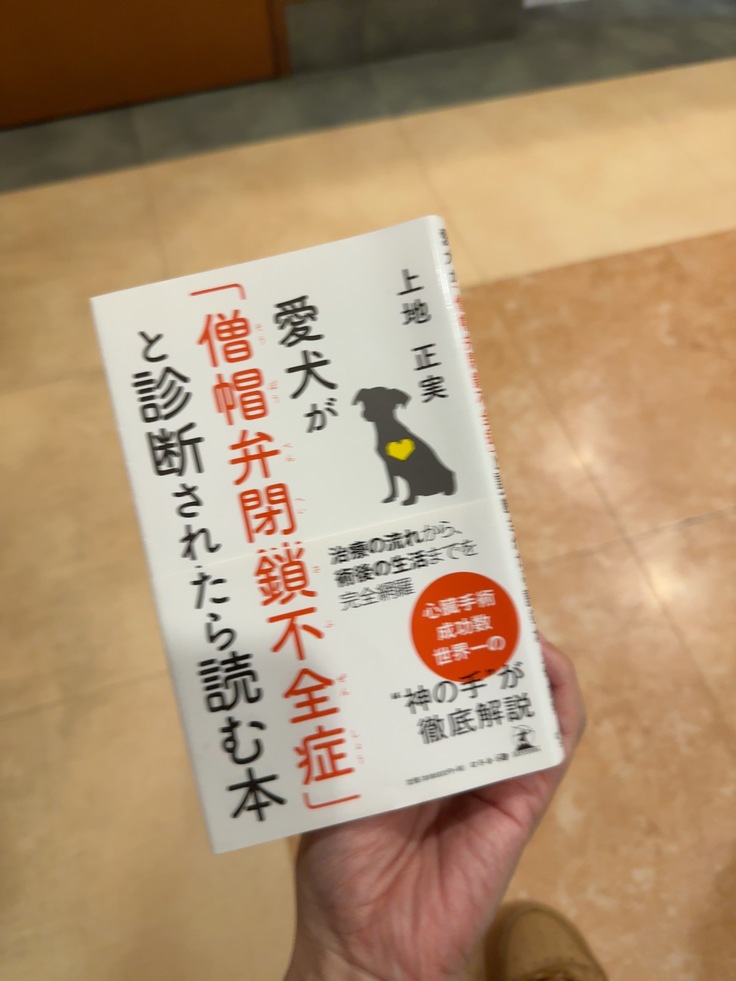 愛犬が
「僧帽弁閉鎖不全症」
と診断されたら読む本
上地 正実
治療の流れから、
術後の生活までを
完全網羅
心臓手術
成功数
世界一の
“神の手”が
徹底解説